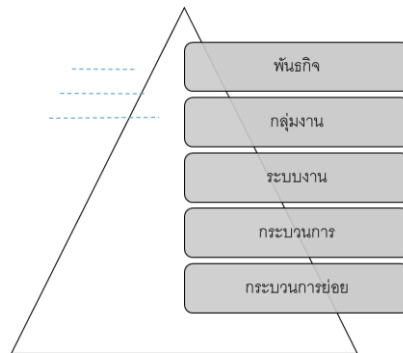 พันธกิจ
กลุ่มงาน
ระบบงาน
กระบวนการ
กระบวนการย่อย